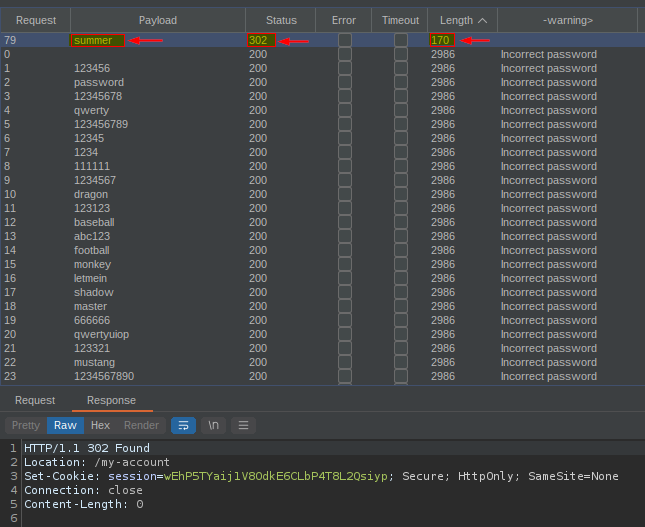 Request Payload Status Error Timeout Length -warning>
79 summer 302 170
0 200 2986 Incorrect password
1 123456 200 2986 Incorrect password
2 password 200 2986 Incorrect password
3 12345678 200 2986 Incorrect password
4 qwerty 200 2986 Incorrect password
5 123456789 200 2986 Incorrect password
6 12345 200 2986 Incorrect password
7 1234 200 2986 Incorrect password
8 111111 200 2986 Incorrect password
9 1234567 200 2986 Incorrect password
10 dragon 200 2986 Incorrect password
11 123123 200 2986 Incorrect password
12 baseball 200 2986 Incorrect password
13 abc123 200 2986 Incorrect password
14 football 200 2986 Incorrect password
15 monkey 200 2986 Incorrect password
16 letmein 200 2986 Incorrect password
17 shadow 200 2986 Incorrect password
18 master 200 2986 Incorrect password
19 666666 200 2986 Incorrect password
20 qwertyuiop 200 2986 Incorrect password
21 123321 200 2986 Incorrect password
22 mustang 200 2986 Incorrect password
23 1234567890 200 2986 Incorrect password
Request Response
Pretty Raw Hex Render \n
1 HTTP/1.1 302 Found
2 Location: /my-account
3 Set-Cookie: session=wEhP5TYaij1V8OdkE6CLbP4T8L2Qsiyp; Secure; HttpOnly; SameSite=None
4 Connection: close
5 Content-Length: 0
6